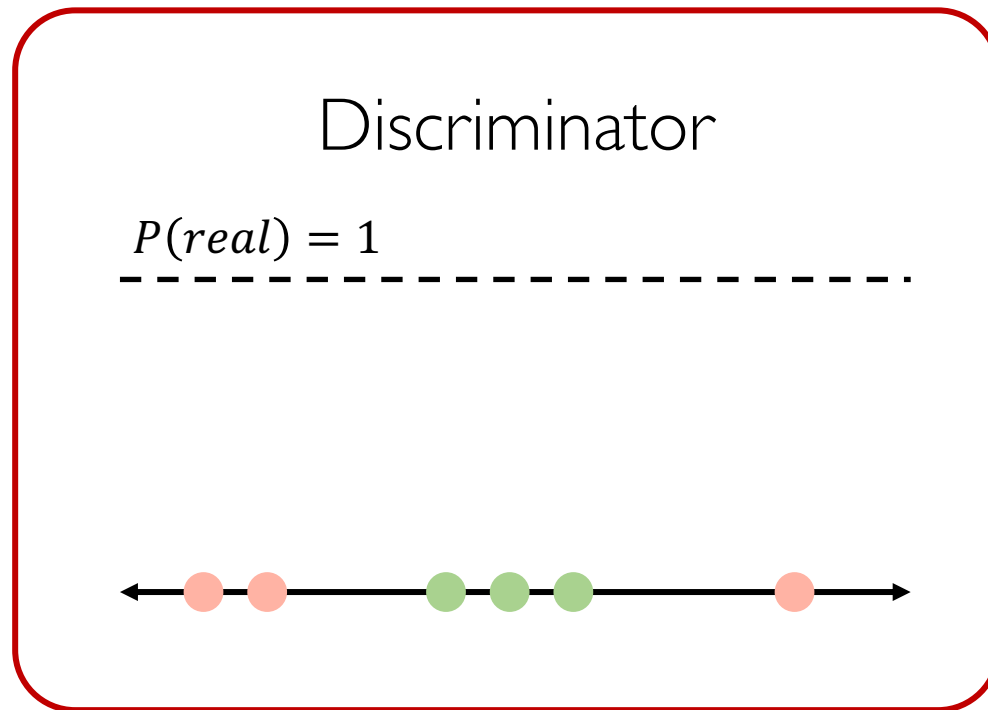 Discriminator
P(real) = 1